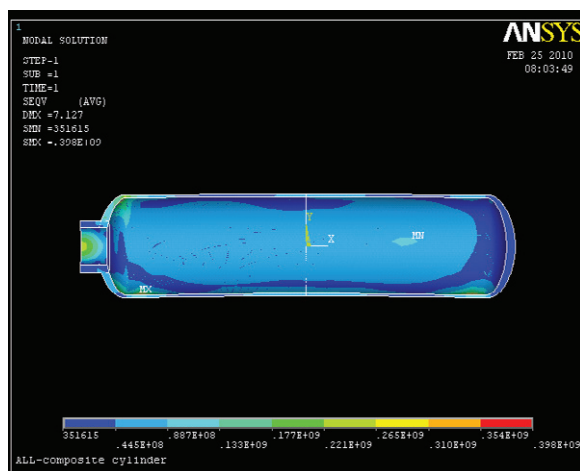 1
NODAL SOLUTION
STEP=1
SUB =1
TIME=1
SEQV (AVG)
DMX =7.127
SMN =351615
SMX =.398E+09
ANSYS
FEB 25 2010
08:03:49
Y
X
MN
MX
351615 .887E+08 .177E+09 .265E+09 .354E+09
.445E+08 .133E+09 .221E+09 .310E+09 .398E+09
ALL-composite cylinder